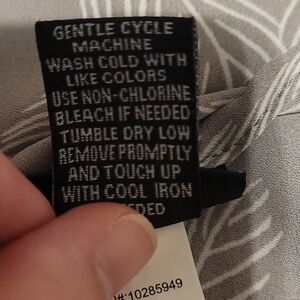 GENTLE CYCLE
MACHINE
WASH COLD WITH
LIKE COLORS
USE NON-CHLORINE
BLEACH IF NEEDED
TUMBLE DRY LOW
REMOVE PROMPTLY
AND TOUCH UP
WITH COOL IRON
EDED
#:10285949